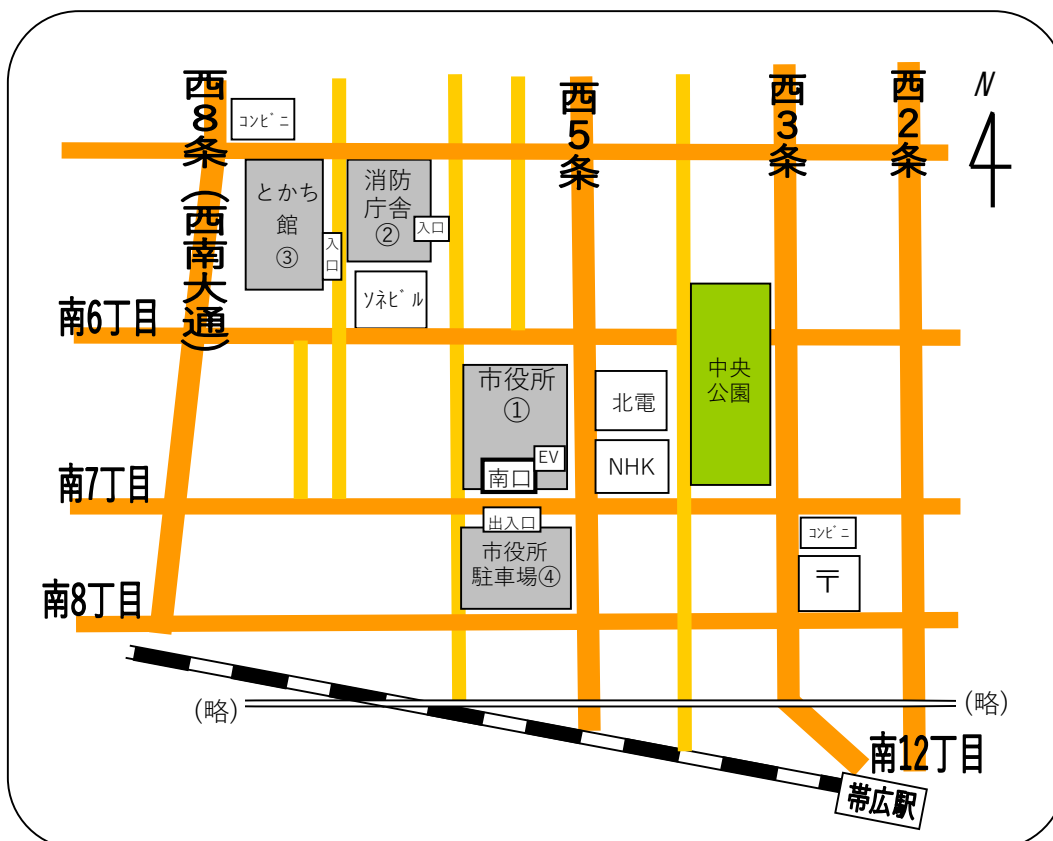 西8条(西南大通)
西5条
西3条
西2条
N
コンビニ
とかち
館
③
入
口
消防
庁舎
②
入口
ソネビル
南6丁目
市役所
①
EV
南口
北電
NHK
中央
公園
南7丁目
出入口
市役所
駐車場④
コンビニ
〒
南8丁目
(略)
(略)
南12丁目
帯広駅